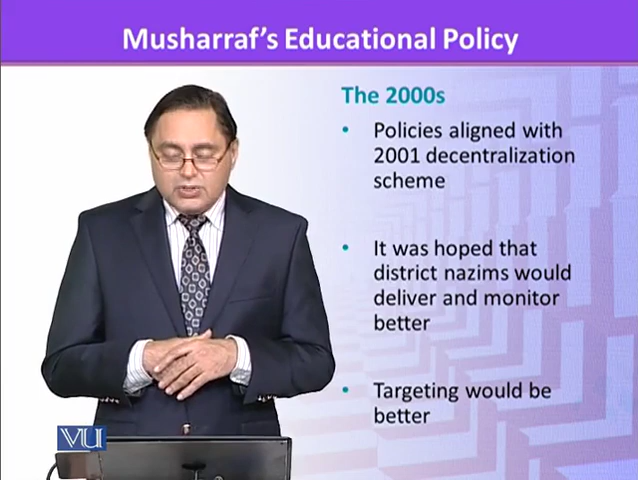 Musharraf's Educational Policy
The 2000s
• Policies aligned with
2001 decentralization
scheme
• It was hoped that
district nazims would
deliver and monitor
better
• Targeting would be
better
VU